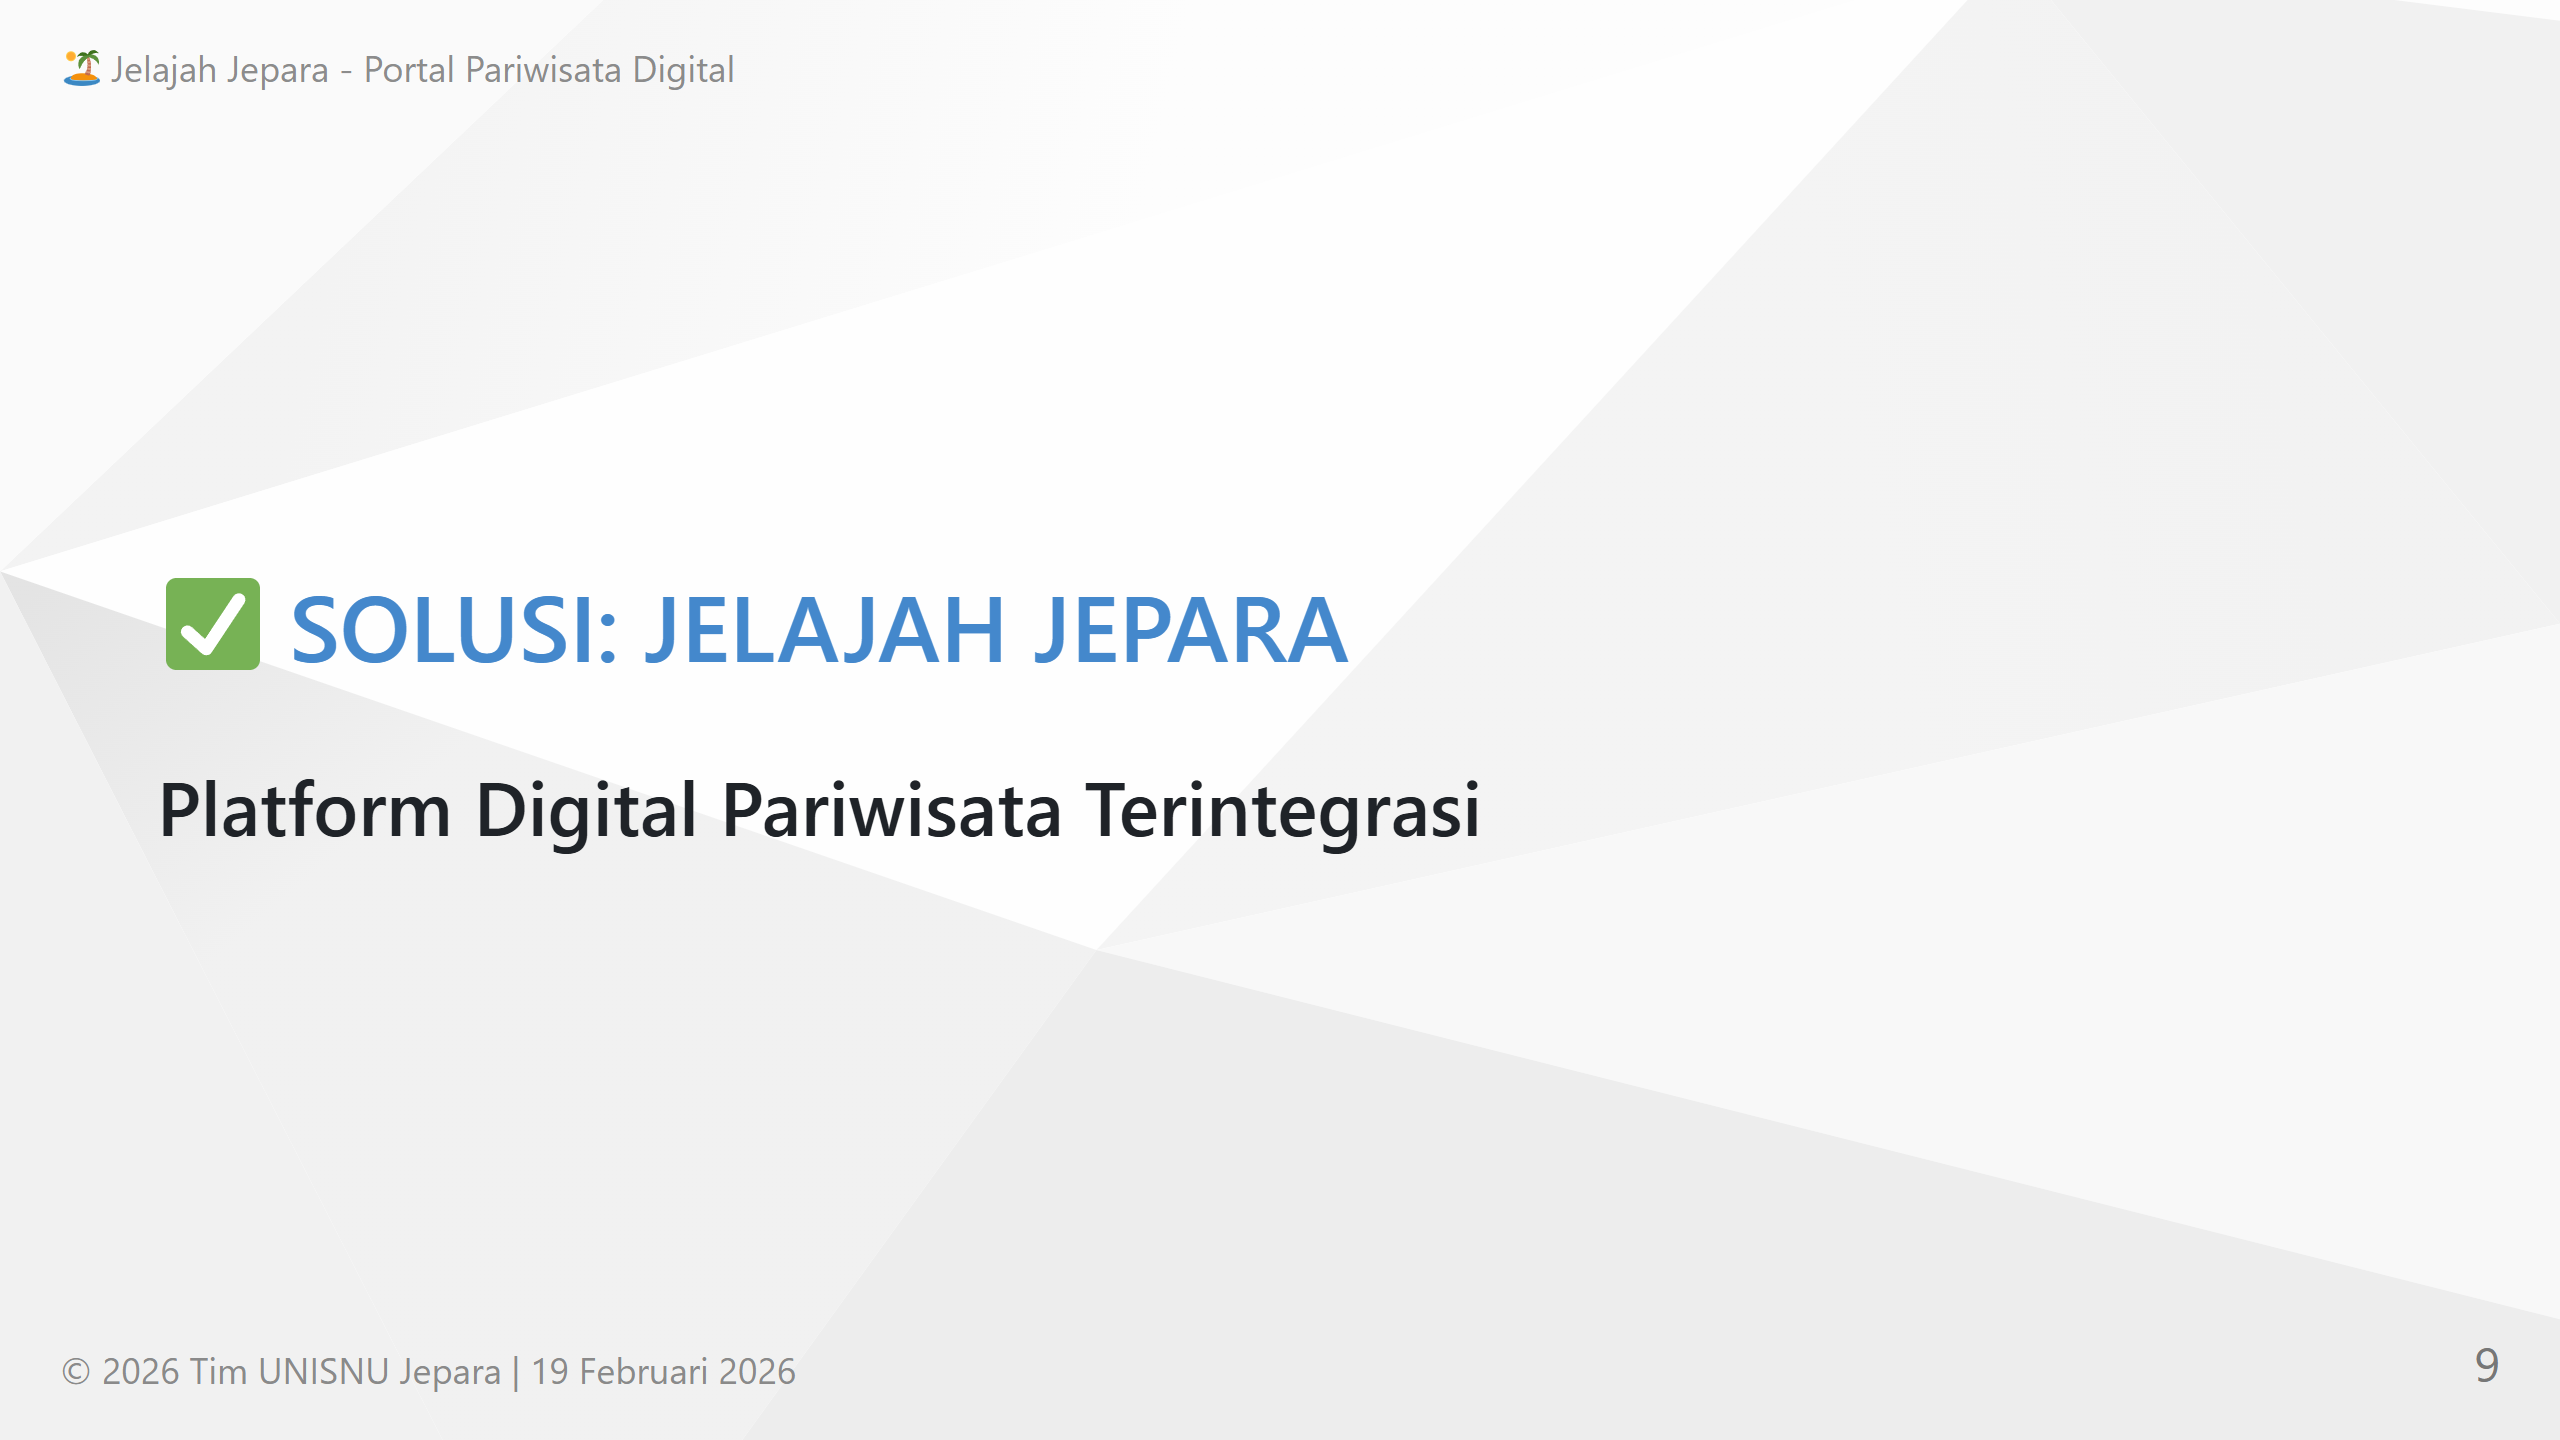 🏝️ Jelajah Jepara - Portal Pariwisata Digital
✅ SOLUSI: JELAJAH JEPARA
Platform Digital Pariwisata Terintegrasi
© 2026 Tim UNISNU Jepara | 19 Februari 2026
9